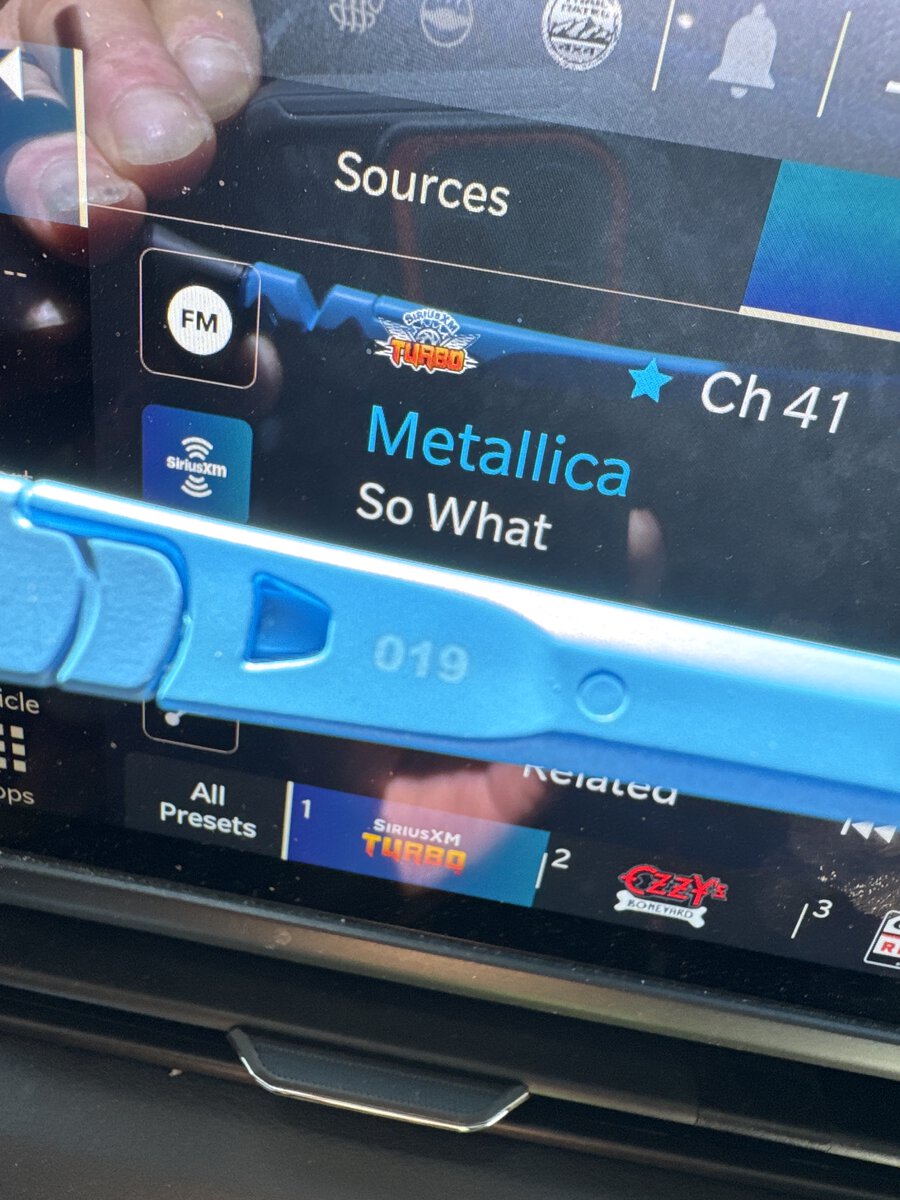 Sources
FM
SIRIUSXM
TURBO
Ch 41
Metallica
SiriusXM
So What
019
icle
ops
Related
All
Presets
1
SIRIUSXM
TURBO
2
OZZY's
BONEYARD
3